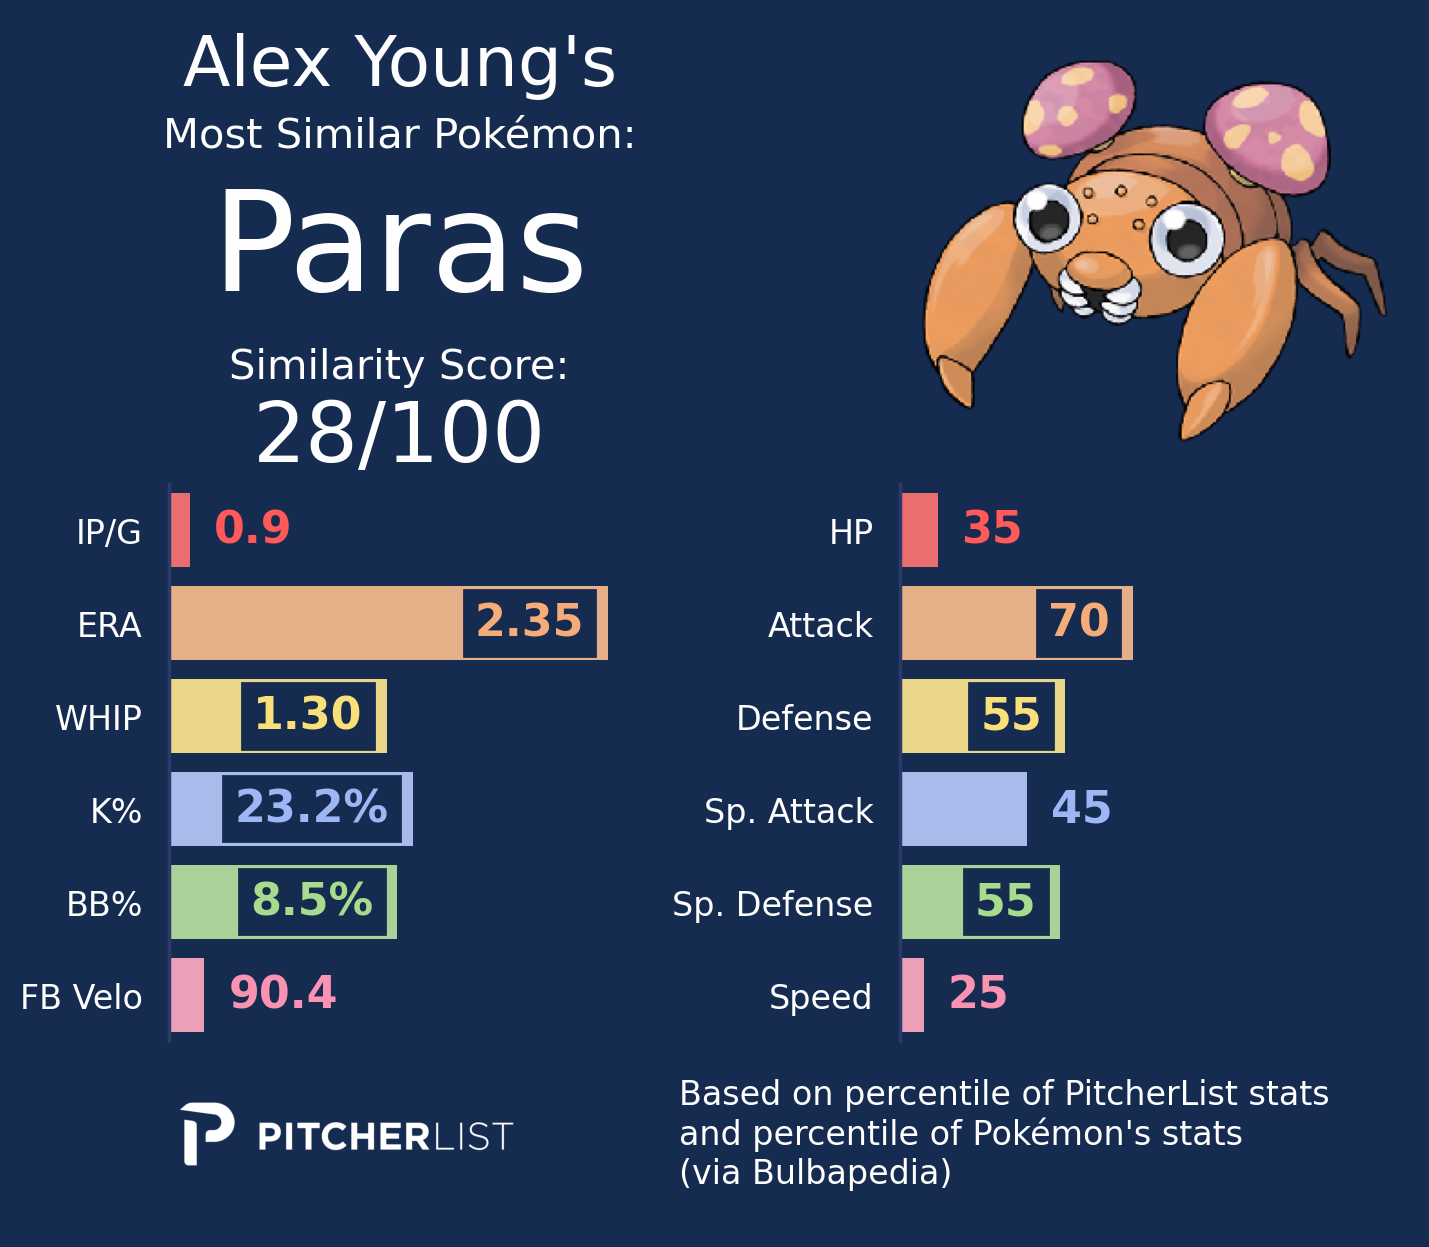 Alex Young's
Most Similar Pokémon:
Paras
Similarity Score:
28/100
IP/G 0.9
ERA 2.35
WHIP 1.30
K% 23.2%
BB% 8.5%
FB Velo 90.4
HP 35
Attack 70
Defense 55
Sp. Attack 45
Sp. Defense 55
Speed 25
PITCHERLIST
Based on percentile of PitcherList stats
and percentile of Pokémon's stats
(via Bulbapedia)